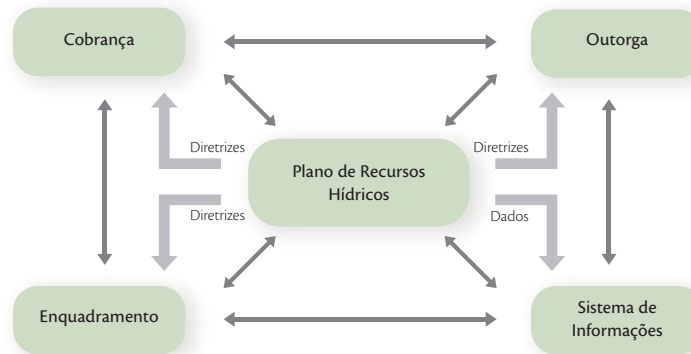 Cobrança
Outorga
Diretrizes
Diretrizes
Plano de Recursos
Hídricos
Diretrizes
Dados
Enquadramento
Sistema de
Informações